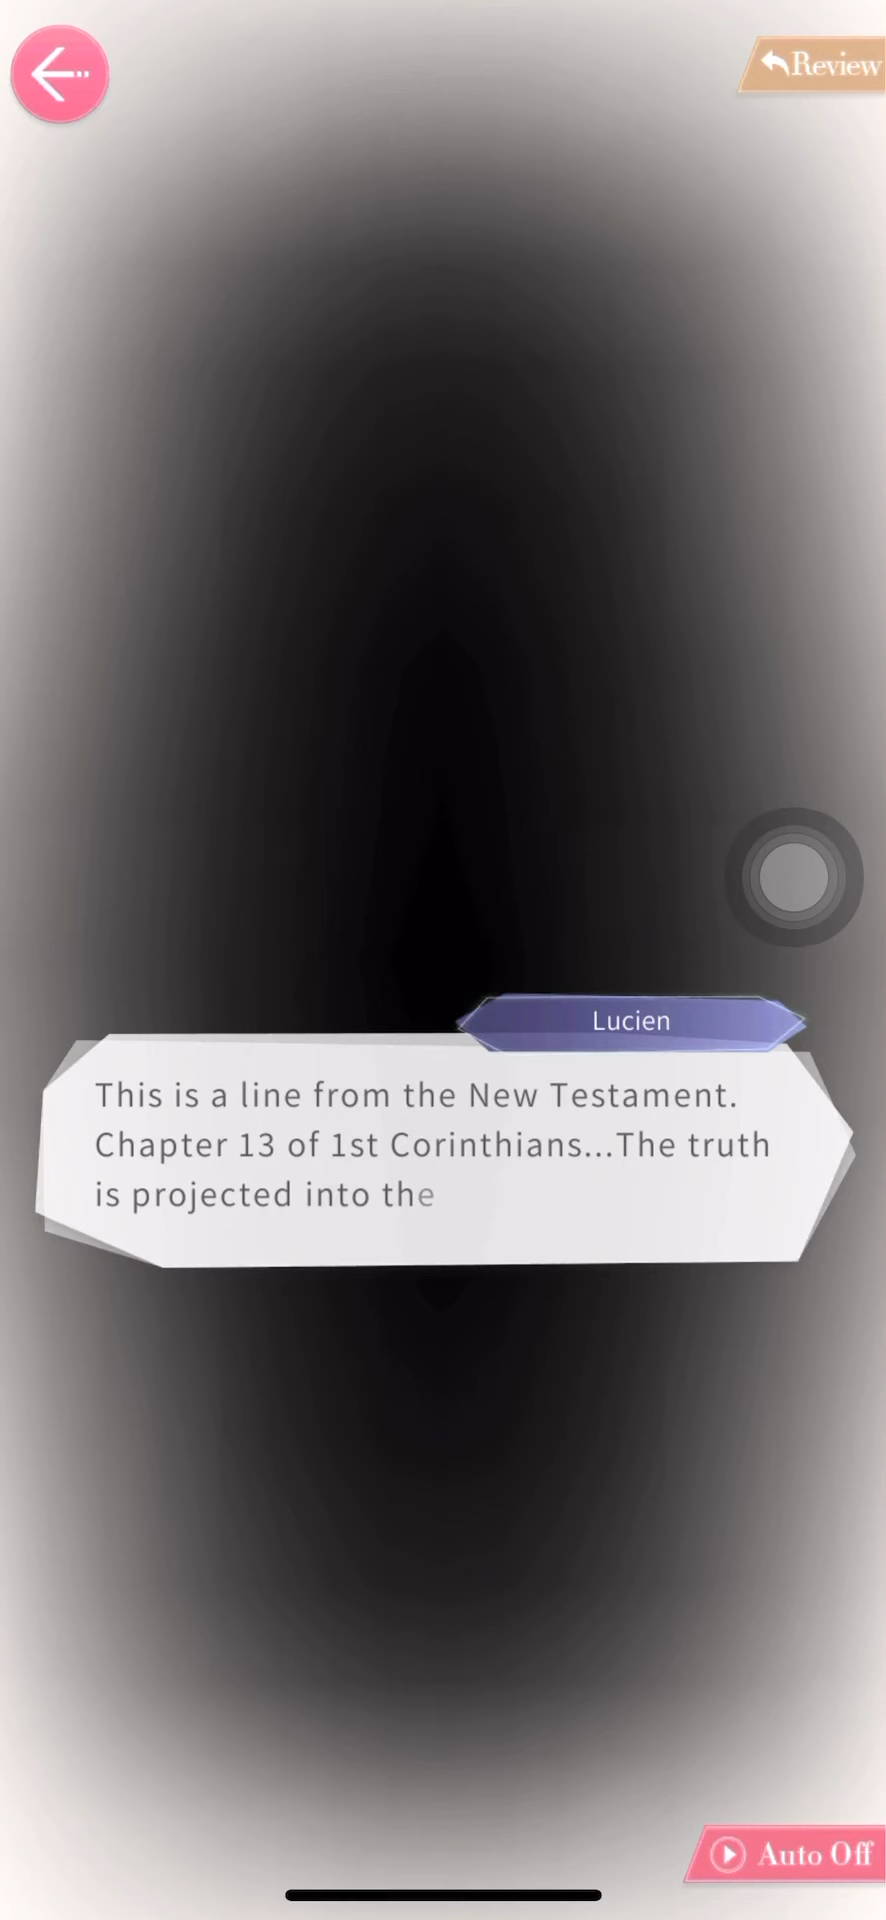 Review
Lucien
This is a line from the New Testament.
Chapter 13 of 1st Corinthians...The truth
is projected into the
Auto Off